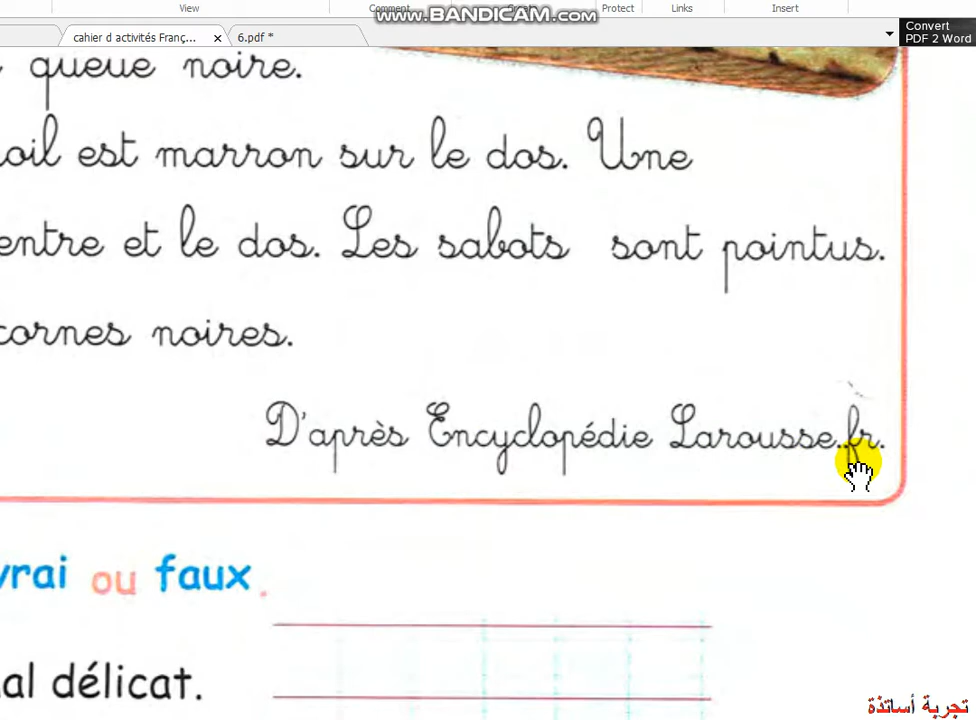 View Comment Protect Links Insert
WWW.BANDICAM.COM
cahier d activités Franç... x 6.pdf *
Convert
PDF 2 Word
queue noire.
oil est marron sur le dos. Une
entre et le dos. Les sabots sont pointus.
cornes noires.
D'après Encyclopédie Larousse.fr.
vrai ou faux.
al délicat.
تجربة أساتذة